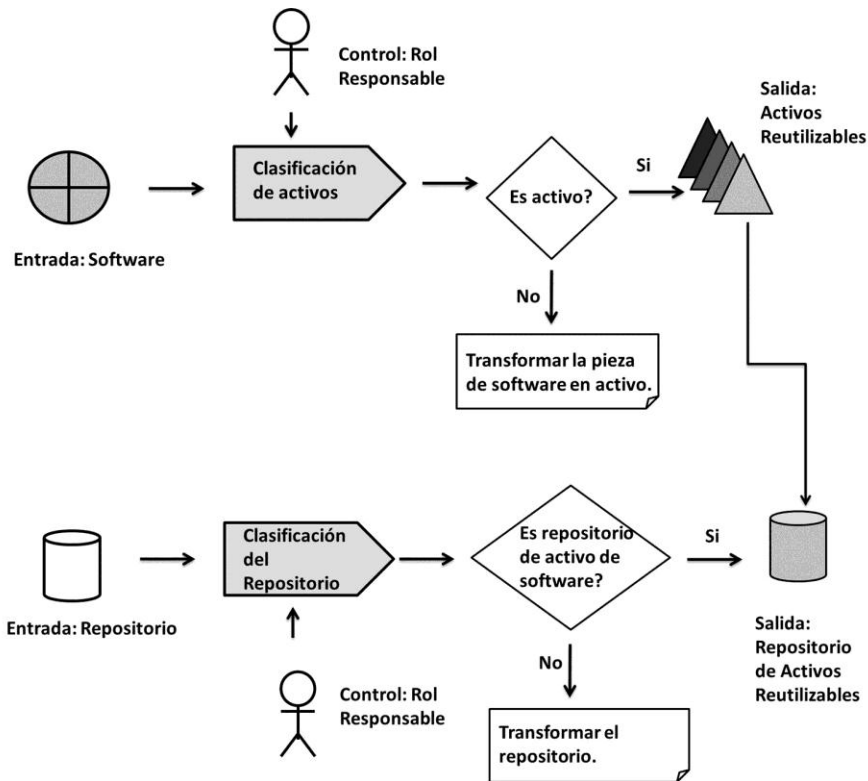 Control: Rol
Responsable
Salida:
Activos
Reutilizables
Clasificación
de activos
Es activo?
Si
Entrada: Software
No
Transformar la pieza
de software en activo.
Clasificación
del
Repositorio
Es repositorio
de activo de
software?
Si
Entrada: Repositorio
Salida:
Repositorio
de Activos
Reutilizables
No
Control: Rol
Responsable
Transformar el
repositorio.